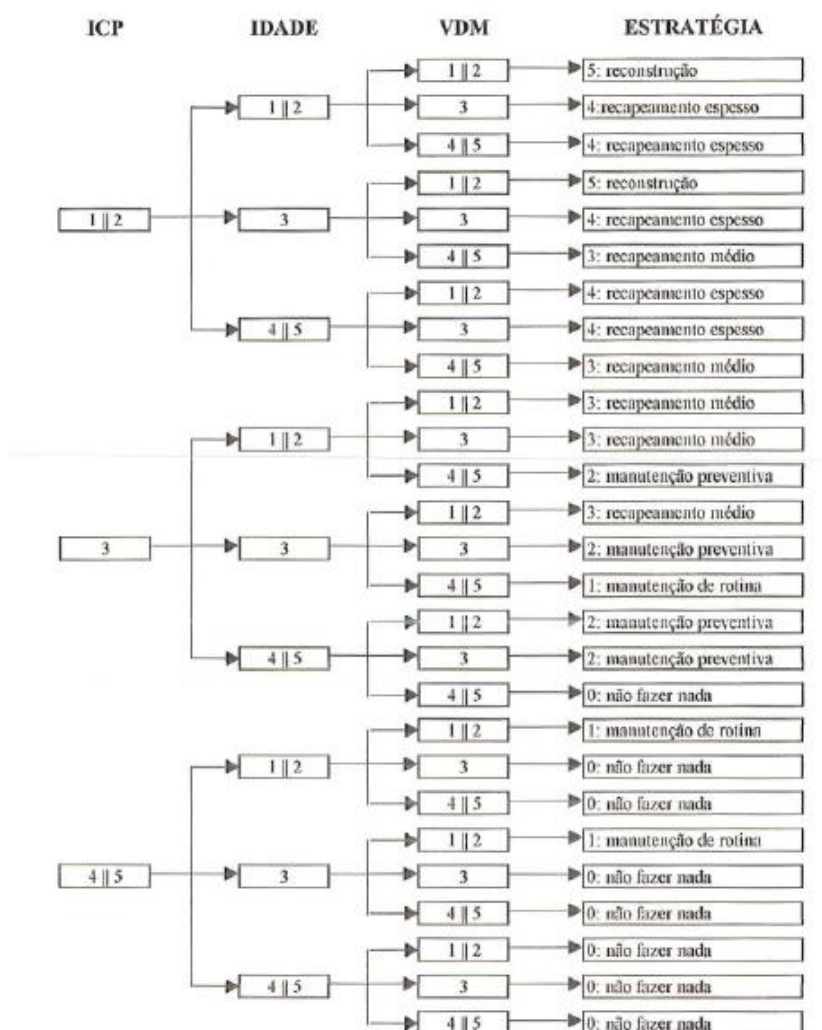 ICP IDADE VDM ESTRATÉGIA
1 || 2 5: reconstrução
1 || 2 3 4:recapeamento espesso
4 || 5 4: recapeamento espesso
1 || 2 5: reconstrução
1 || 2 3 3 4: recapeamento espesso
4 || 5 3: recapeamento médio
1 || 2 4: recapeamento espesso
4 || 5 3 4: recapeamento espesso
4 || 5 3: recapeamento médio
1 || 2 3: recapeamento médio
1 || 2 3 3: recapeamento médio
4 || 5 2: manutenção preventiva
1 || 2 3: recapeamento médio
3 3 3 2: manutenção preventiva
4 || 5 1: manutenção de rotina
1 || 2 2: manutenção preventiva
4 || 5 3 2: manutenção preventiva
4 || 5 0: não fazer nada
1 || 2 1: manutenção de rotina
1 || 2 3 0: não fazer nada
4 || 5 0: não fazer nada
1 || 2 1: manutenção de rotina
4 || 5 3 3 0: não fazer nada
4 || 5 0: não fazer nada
1 || 2 0: não fazer nada
4 || 5 3 0: não fazer nada
4 || 5 0: não fazer nada